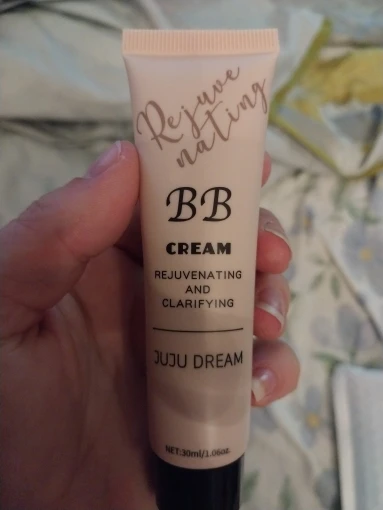 Rejuve
nating
BB
CREAM
REJUVENATING
AND
CLARIFYING
JUJU DREAM
NET:30ml/1.06oz.